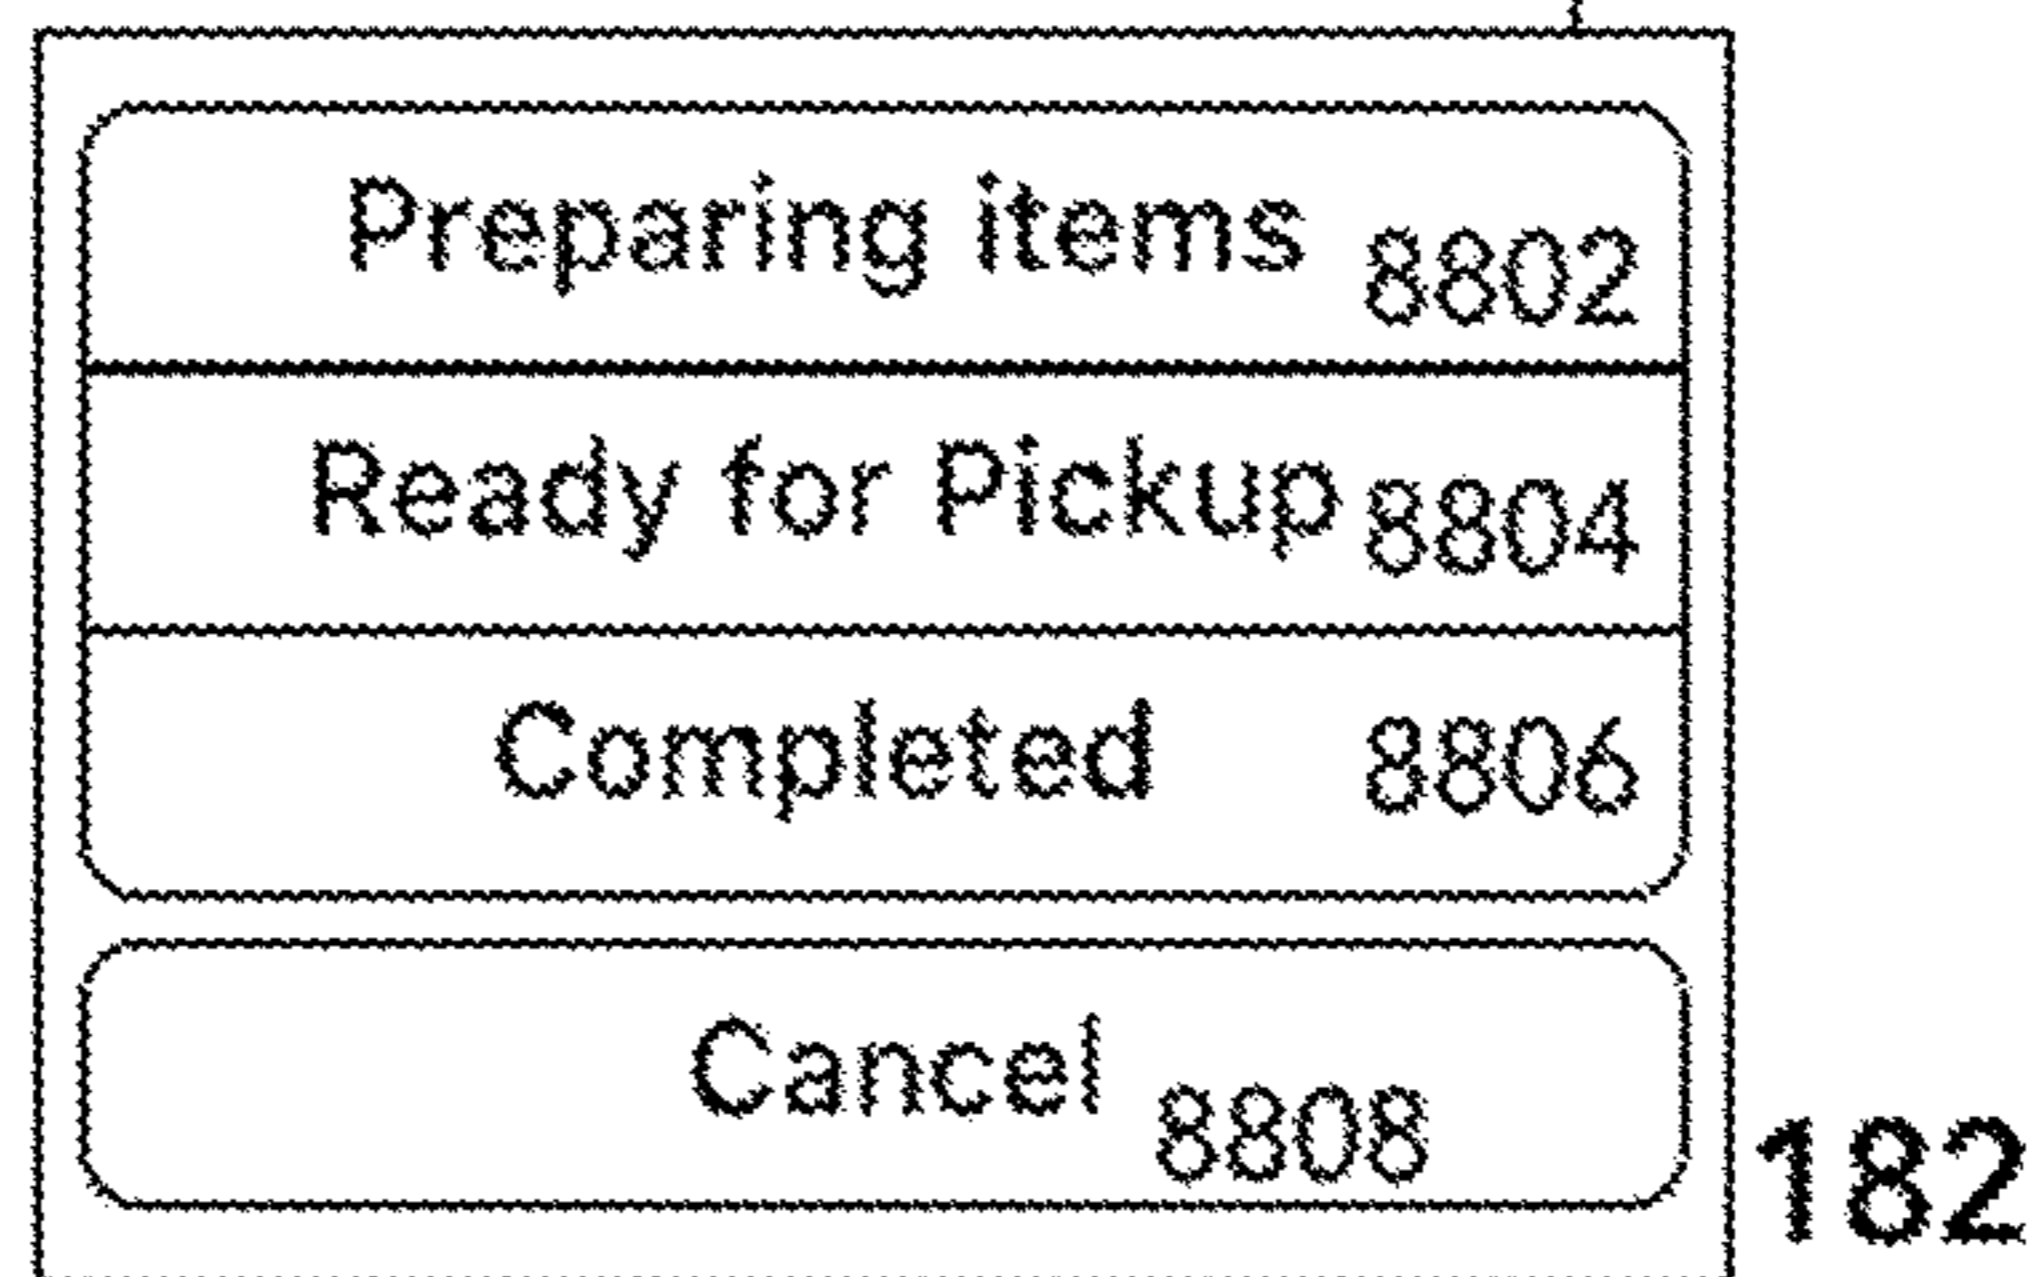 Preparing items 8802
Ready for Pickup 8804
Completed 8806
Cancel 8808
182